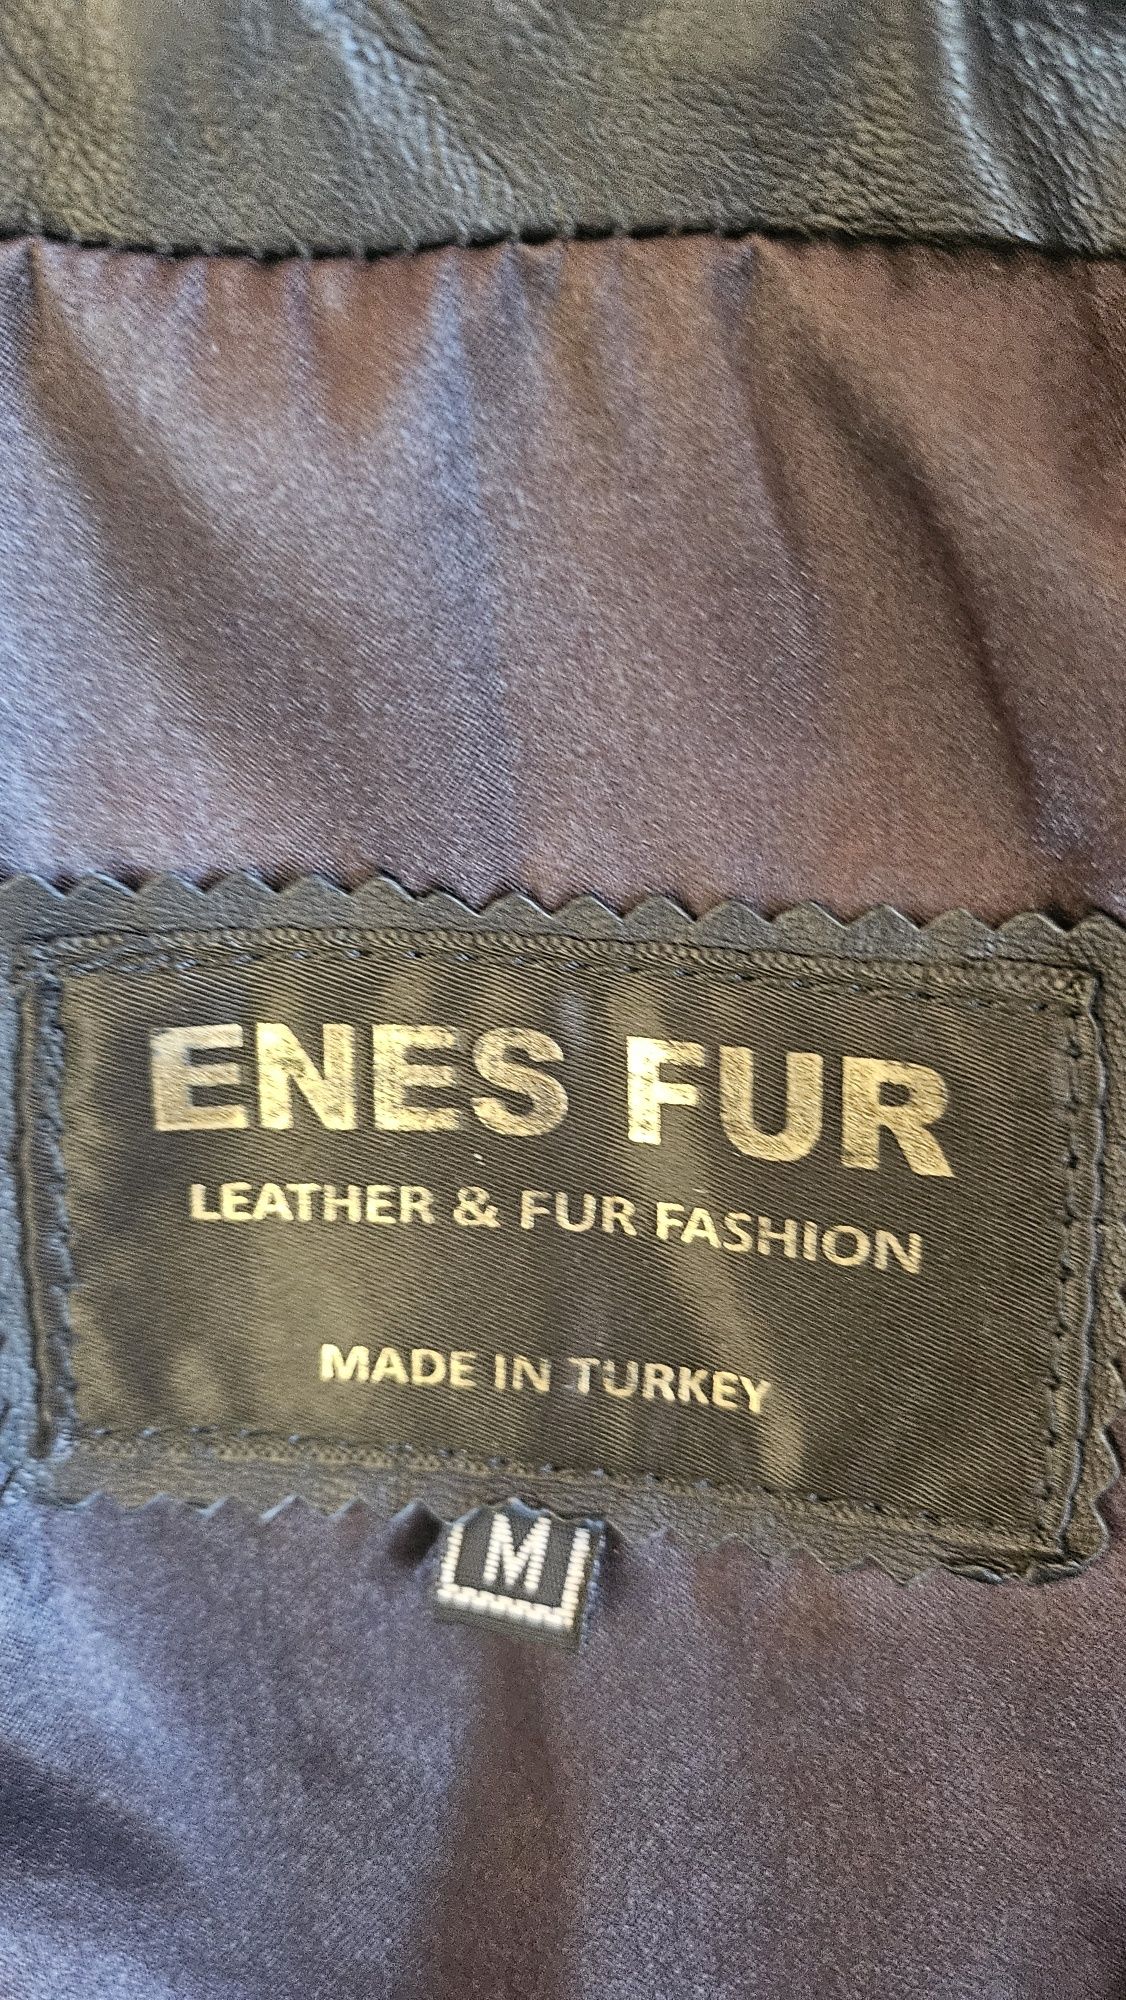 ENES FUR
LEATHER & FUR FASHION
MADE IN TURKEY
M